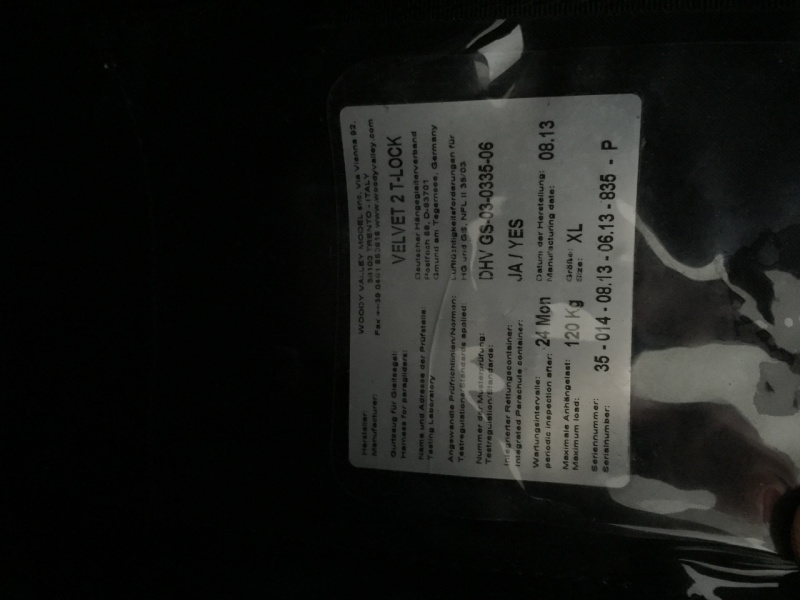 Hersteller: WOODY VALLEY MODEL snc. Via Vienna 92.
Manufacturer: 38100 TRENTO - ITALY
www.woodyvalley.com
Gurtzeug für Gleitsegel: VELVET 2 T-LOCK
Harness for paragliders:
Name und Adresse der Prüfstelle: Deutscher Hängegleiterverband
Testing Laboratory Postfach 88, D-83701
Gmund am Tegernsee, Germany
Angewandte Prüfrichtlinien/Normen: Lufttüchtigkeitsforderungen für
Testregulations/Standards applied: HG und GS, NFL II 35/03
Nummer der Musterprüfung: DHV GS-03-0335-06
Testregulation/Standards:
Integrierter Rettungscontainer: JA / YES
Integrated Parachute container:
Wartungsintervalle: 24 Mon Datum der Herstellung: 08.13
periodic inspection after: Manufacturing date:
Maximale Anhängelast: 120 Kg Größe: XL
Maximum load: Size:
Seriennummer: 35 - 014 - 08.13 - 06.13 - 835 - P
Serialnumber: